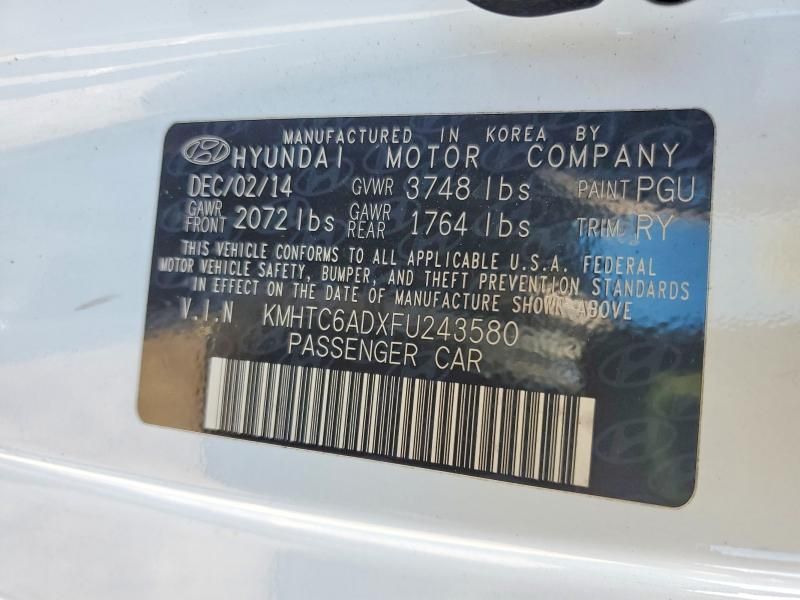 MANUFACTURED IN KOREA BY
HYUNDAI MOTOR COMPANY
DEC/02/14 GVWR 3748 lbs PAINT PGU
GAWR FRONT 2072 lbs GAWR REAR 1764 lbs TRIM RY
THIS VEHICLE CONFORMS TO ALL APPLICABLE U.S.A. FEDERAL
MOTOR VEHICLE SAFETY, BUMPER, AND THEFT PREVENTION STANDARDS
IN EFFECT ON THE DATE OF MANUFACTURE SHOWN ABOVE
V.I.N KMHTC6ADXFU243580
PASSENGER CAR